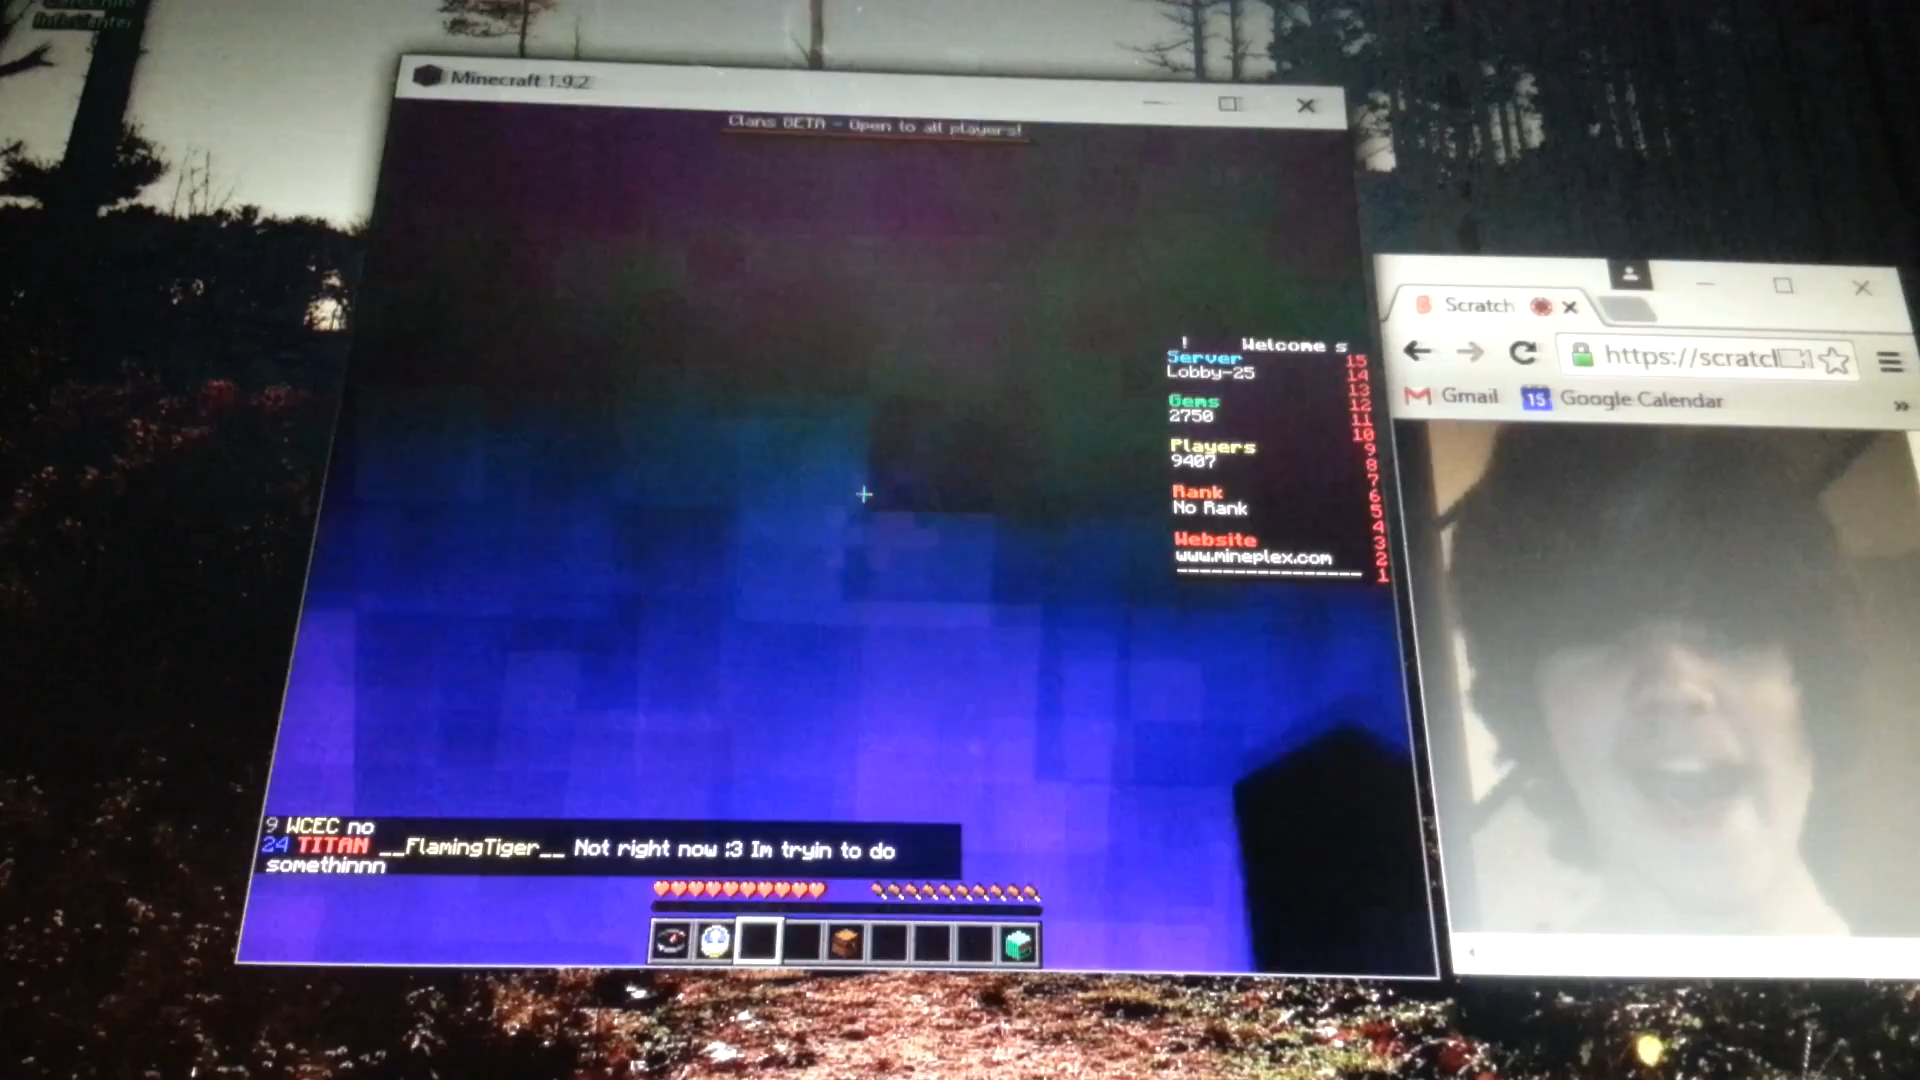 Info Center
Minecraft 1.9.2
Clans BETA - Open to all players!
! Welcome s
Server 15
Lobby-25 14
13
Gems 12
2750 11
10
Players 9
9407 8
7
Rank 6
No Rank 5
4
Website 3
www.mineplex.com 2
---------------- 1
9 WCEC no
24 TITAN __FlamingTiger__ Not right now :3 Im tryin to do
somethinnn
Scratch
https://scratc
Gmail 15 Google Calendar »